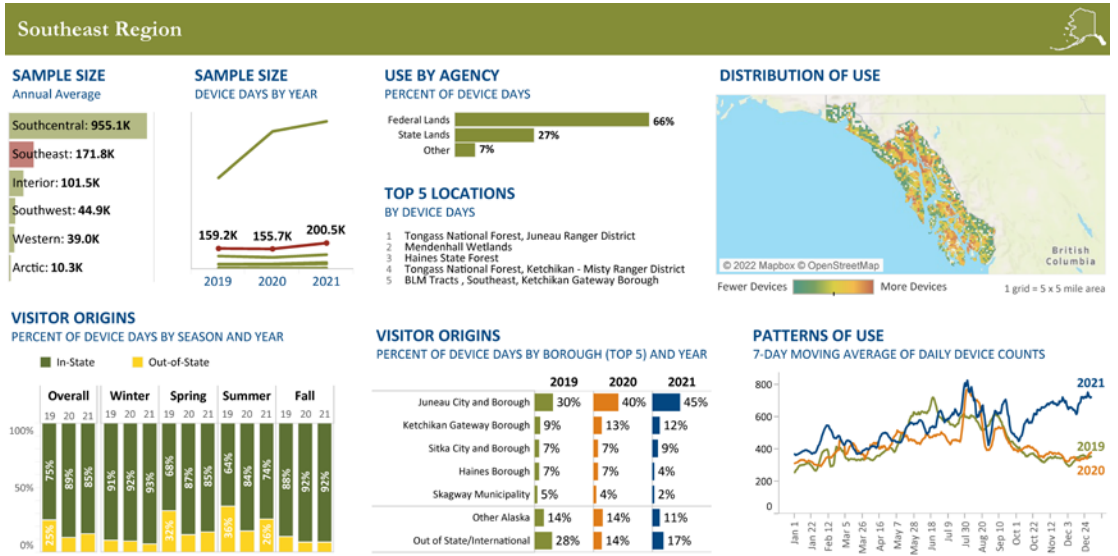 Southeast Region
SAMPLE SIZE
Annual Average
Southcentral: 955.1K
Southeast: 171.8K
Interior: 101.5K
Southwest: 44.9K
Western: 39.0K
Arctic: 10.3K
SAMPLE SIZE
DEVICE DAYS BY YEAR
159.2K 155.7K 200.5K
2019 2020 2021
USE BY AGENCY
PERCENT OF DEVICE DAYS
Federal Lands 66%
State Lands 27%
Other 7%
TOP 5 LOCATIONS
BY DEVICE DAYS
1 Tongass National Forest, Juneau Ranger District
2 Mendenhall Wetlands
3 Haines State Forest
4 Tongass National Forest, Ketchikan - Misty Ranger District
5 BLM Tracts , Southeast, Ketchikan Gateway Borough
DISTRIBUTION OF USE
British
Columbia
© 2022 Mapbox © OpenStreetMap
Fewer Devices More Devices 1 grid = 5 x 5 mile area
VISITOR ORIGINS
PERCENT OF DEVICE DAYS BY SEASON AND YEAR
In-State Out-of-State
Overall Winter Spring Summer Fall
19 20 21 19 20 21 19 20 21 19 20 21 19 20 21
100%
50%
0%
75% 89% 85% 91% 92% 93% 68% 87% 85% 64% 84% 74% 88% 92% 92%
25% 32% 36% 26%
VISITOR ORIGINS
PERCENT OF DEVICE DAYS BY BOROUGH (TOP 5) AND YEAR
2019 2020 2021
Juneau City and Borough 30% 40% 45%
Ketchikan Gateway Borough 9% 13% 12%
Sitka City and Borough 7% 7% 9%
Haines Borough 7% 7% 4%
Skagway Municipality 5% 4% 2%
Other Alaska 14% 14% 11%
Out of State/International 28% 14% 17%
PATTERNS OF USE
7-DAY MOVING AVERAGE OF DAILY DEVICE COUNTS
800
600
400
200
0
2021
2019
2020
Jan 1 Jan 22 Feb 12 Mar 5 Mar 26 Apr 16 May 7 May 28 Jun 18 Jul 9 Jul 30 Aug 20 Sep 10 Oct 1 Oct 22 Nov 12 Dec 3 Dec 24